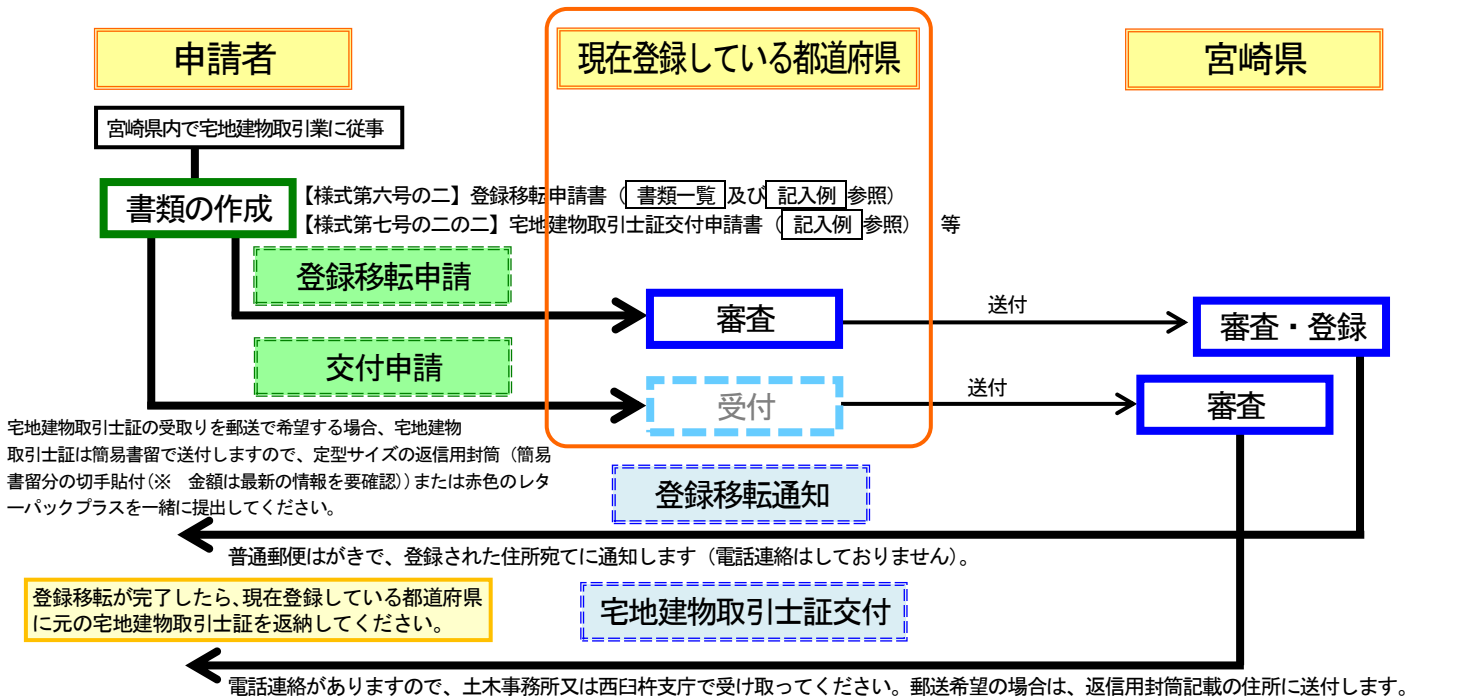 申請者
現在登録している都道府県
宮崎県
宮崎県内で宅地建物取引業に従事
書類の作成
【様式第六号の二】登録移転申請書（書類一覧及び記入例参照）
【様式第七号の二の二】宅地建物取引士証交付申請書（記入例参照）　等
登録移転申請
審査
送付
審査・登録
交付申請
受付
送付
審査
宅地建物取引士証の受取りを郵送で希望する場合、宅地建物
取引士証は簡易書留で送付しますので、定型サイズの返信用封筒（簡易
書留分の切手貼付(※　金額は最新の情報を要確認)）または赤色のレタ
ーパックプラスを一緒に提出してください。
登録移転通知
普通郵便はがきで、登録された住所宛てに通知します（電話連絡はしておりません）。
登録移転が完了したら、現在登録している都道府県
に元の宅地建物取引士証を返納してください。
宅地建物取引士証交付
電話連絡がありますので、土木事務所又は西臼杵支庁で受け取ってください。郵送希望の場合は、返信用封筒記載の住所に送付します。